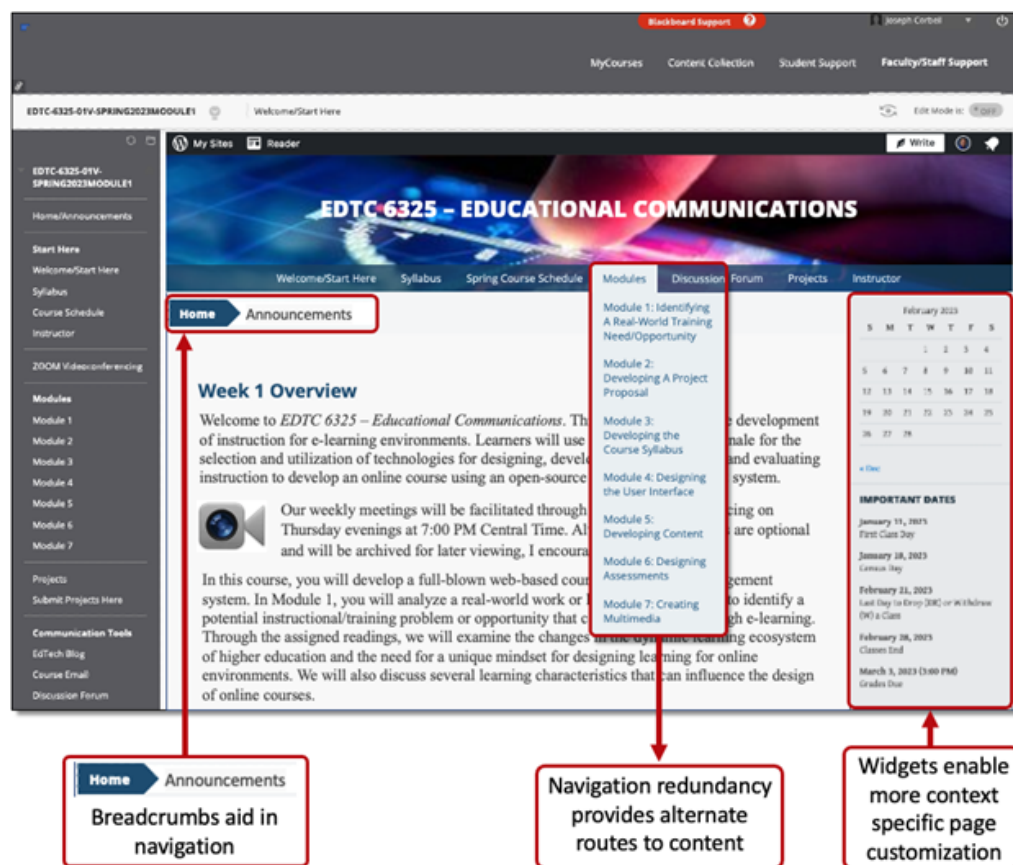 Blackboard Support ?
Joseph Corbeil
MyCourses Content Collection Student Support Faculty/Staff Support
EDTC-6325-01V-SPRING2023MODULE1 Welcome/Start Here Edit Mode is: OFF
EDTC-6325-01V-
SPRING2023MODULE1
Home/Announcements
Start Here
Welcome/Start Here
Syllabus
Course Schedule
Instructor
ZOOM Videoconferencing
Modules
Module 1
Module 2
Module 3
Module 4
Module 5
Module 6
Module 7
Projects
Submit Projects Here
Communication Tools
EdTech Blog
Course Email
Discussion Forum
My Sites Reader Write
EDTC 6325 – EDUCATIONAL COMMUNICATIONS
Welcome/Start Here Syllabus Spring Course Schedule Modules Discussion Forum Projects Instructor
Home Announcements
Week 1 Overview
Welcome to EDTC 6325 – Educational Communications. Th e development
of instruction for e-learning environments. Learners will use nale for the
selection and utilization of technologies for designing, devel and evaluating
instruction to develop an online course using an open-source system.
Our weekly meetings will be facilitated through cing on
Thursday evenings at 7:00 PM Central Time. Al s are optional
and will be archived for later viewing, I encoura
In this course, you will develop a full-blown web-based cour gement
system. In Module 1, you will analyze a real-world work or to identify a
potential instructional/training problem or opportunity that c gh e-learning.
Through the assigned readings, we will examine the changes in the dynamic learning ecosystem
of higher education and the need for a unique mindset for designing learning for online
environments. We will also discuss several learning characteristics that can influence the design
of online courses.
Module 1: Identifying
A Real-World Training
Need/Opportunity
Module 2:
Developing A Project
Proposal
Module 3:
Developing the
Course Syllabus
Module 4: Designing
the User Interface
Module 5:
Developing Content
Module 6: Designing
Assessments
Module 7: Creating
Multimedia
February 2023
S M T W T F S
1 2 3 4
5 6 7 8 9 10 11
12 13 14 15 16 17 18
19 20 21 22 23 24 25
26 27 28
« Dec
IMPORTANT DATES
January 11, 2023
First Class Day
January 18, 2023
Census Day
February 21, 2023
Last Day to Drop (DR) or Withdraw
(W) a Class
February 28, 2023
Classes End
March 3, 2023 (3:00 PM)
Grades Due
Home Announcements
Breadcrumbs aid in
navigation
Navigation redundancy
provides alternate
routes to content
Widgets enable
more context
specific page
customization